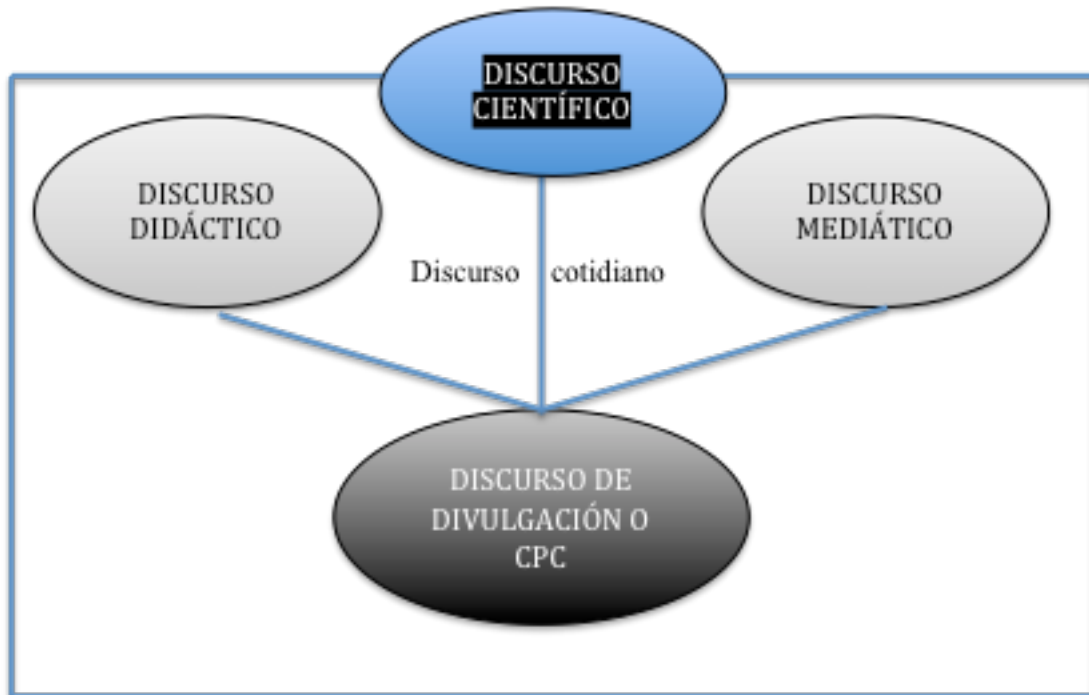 DISCURSO
CIENTÍFICO
DISCURSO
DIDÁCTICO
DISCURSO
MEDIÁTICO
Discurso cotidiano
DISCURSO DE
DIVULGACIÓN O
CPC